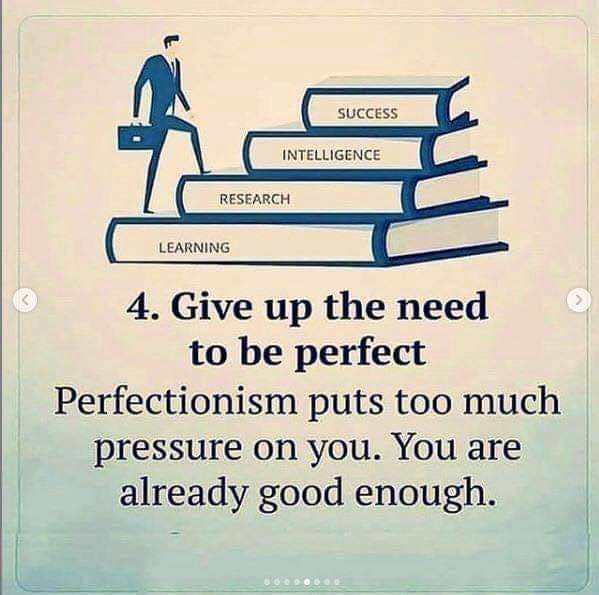 SUCCESS
INTELLIGENCE
RESEARCH
LEARNING
4. Give up the need
to be perfect
Perfectionism puts too much
pressure on you. You are
already good enough.